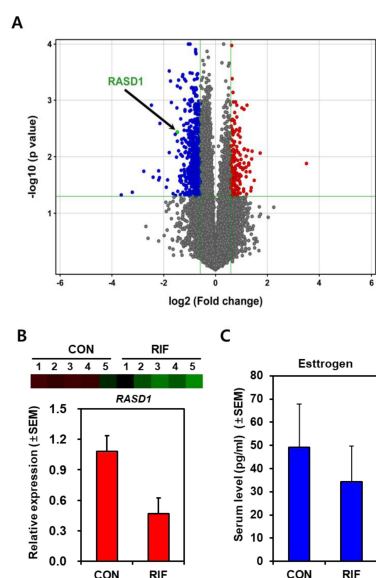 A
4
3
2
1
-log10 (p value)
RASD1
-6 -4 -2 0 2 4 6
log2 (Fold change)
B
CON RIF
1 2 3 4 5 1 2 3 4 5
RASD1
1.5
1.2
0.9
0.6
0.3
0.0
Relative expression (±SEM)
CON RIF
C
Esttrogen
80
70
60
50
40
30
20
10
0
Serum level (pg/ml) (±SEM)
CON RIF